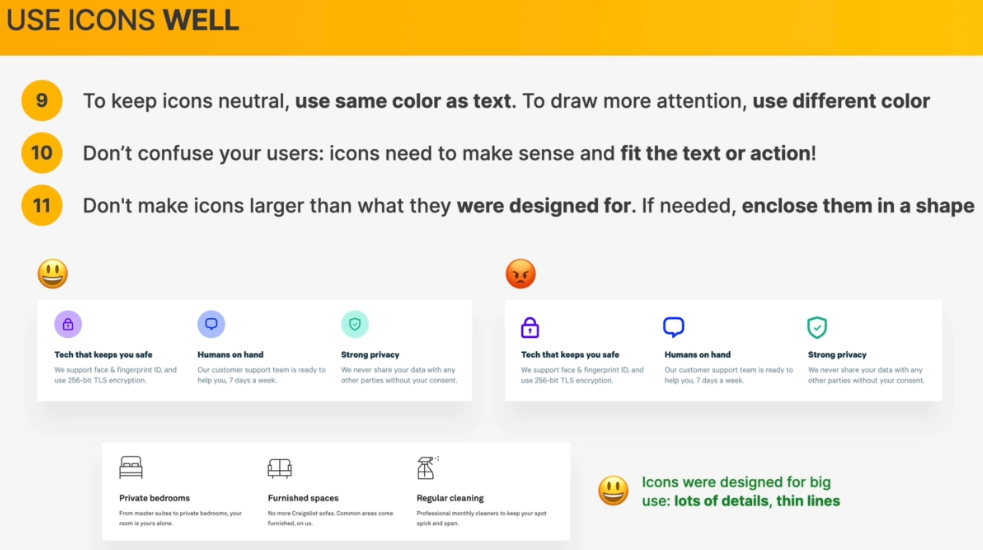 USE ICONS WELL
9 To keep icons neutral, use same color as text. To draw more attention, use different color
10 Don’t confuse your users: icons need to make sense and fit the text or action!
11 Don't make icons larger than what they were designed for. If needed, enclose them in a shape
Tech that keeps you safe
We support face & fingerprint ID, and
use 256-bit TLS encryption.
Humans on hand
Our customer support team is ready to
help you, 7 days a week.
Strong privacy
We never share your data with any
other parties without your consent.
Tech that keeps you safe
We support face & fingerprint ID, and
use 256-bit TLS encryption.
Humans on hand
Our customer support team is ready to
help you, 7 days a week.
Strong privacy
We never share your data with any
other parties without your consent.
Private bedrooms
From master suites to private bedrooms, your
room is yours alone.
Furnished spaces
No more Craigslist sofas. Common areas come
furnished, on us.
Regular cleaning
Professional monthly cleaners to keep your spot
spick and span.
Icons were designed for big
use: lots of details, thin lines